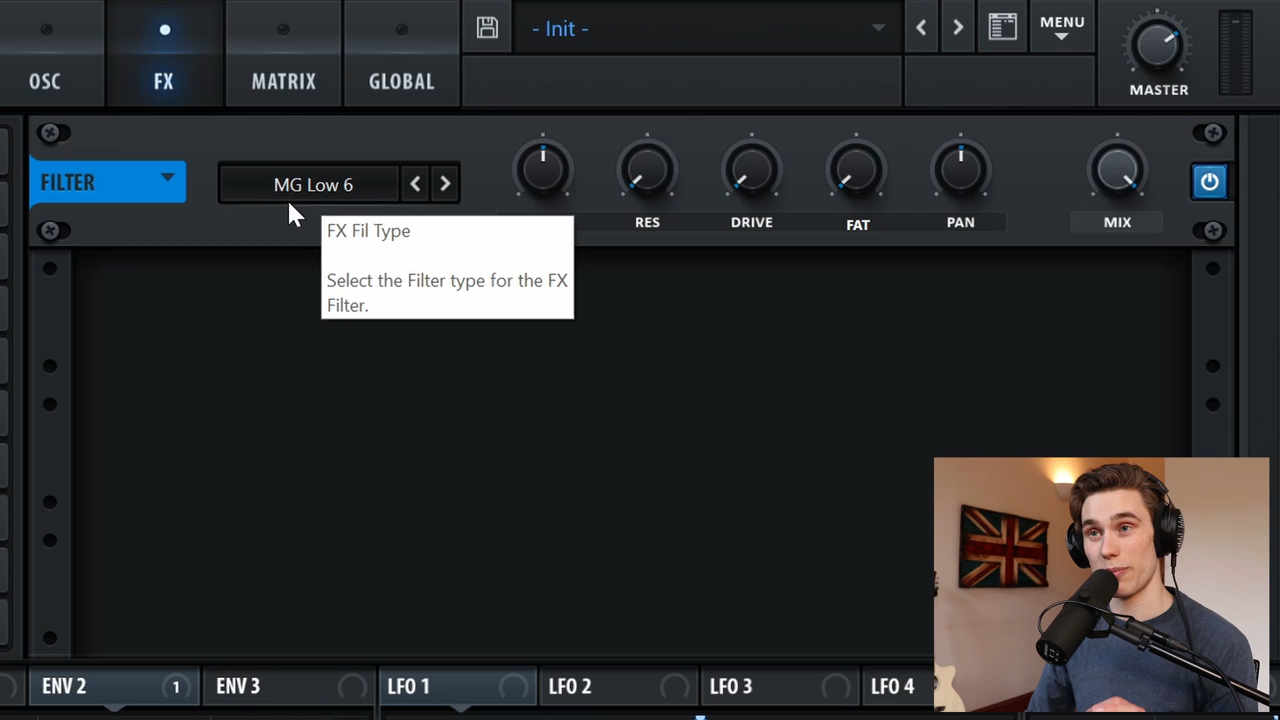 OSC
FX
MATRIX
GLOBAL
- Init -
MENU
MASTER
FILTER
MG Low 6
RES
DRIVE
FAT
PAN
MIX
FX Fil Type
Select the Filter type for the FX
Filter.
ENV 2
1
ENV 3
LFO 1
LFO 2
LFO 3
LFO 4